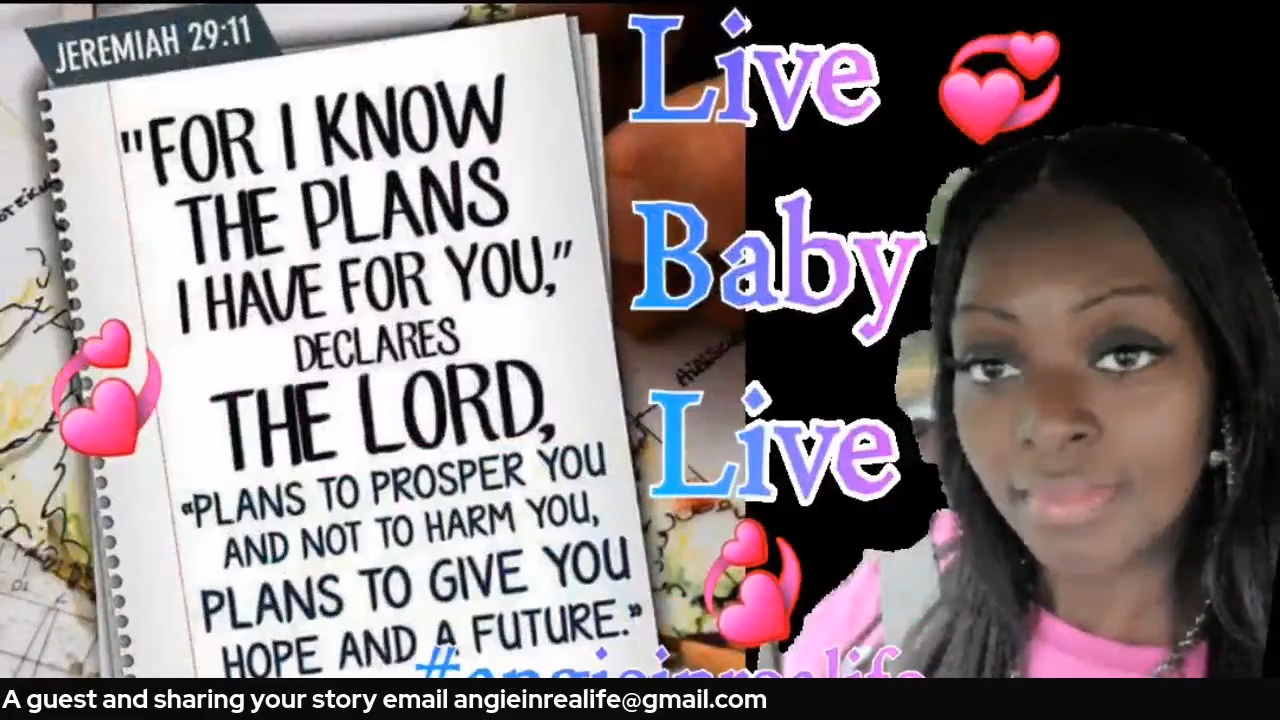 JEREMIAH 29:11
"FOR I KNOW
THE PLANS
I HAVE FOR YOU,"
DECLARES
THE LORD,
“PLANS TO PROSPER YOU
AND NOT TO HARM YOU,
PLANS TO GIVE YOU
HOPE AND A FUTURE.”
Live
Baby
Live
#angieinreallife
A guest and sharing your story email angieinrealife@gmail.com